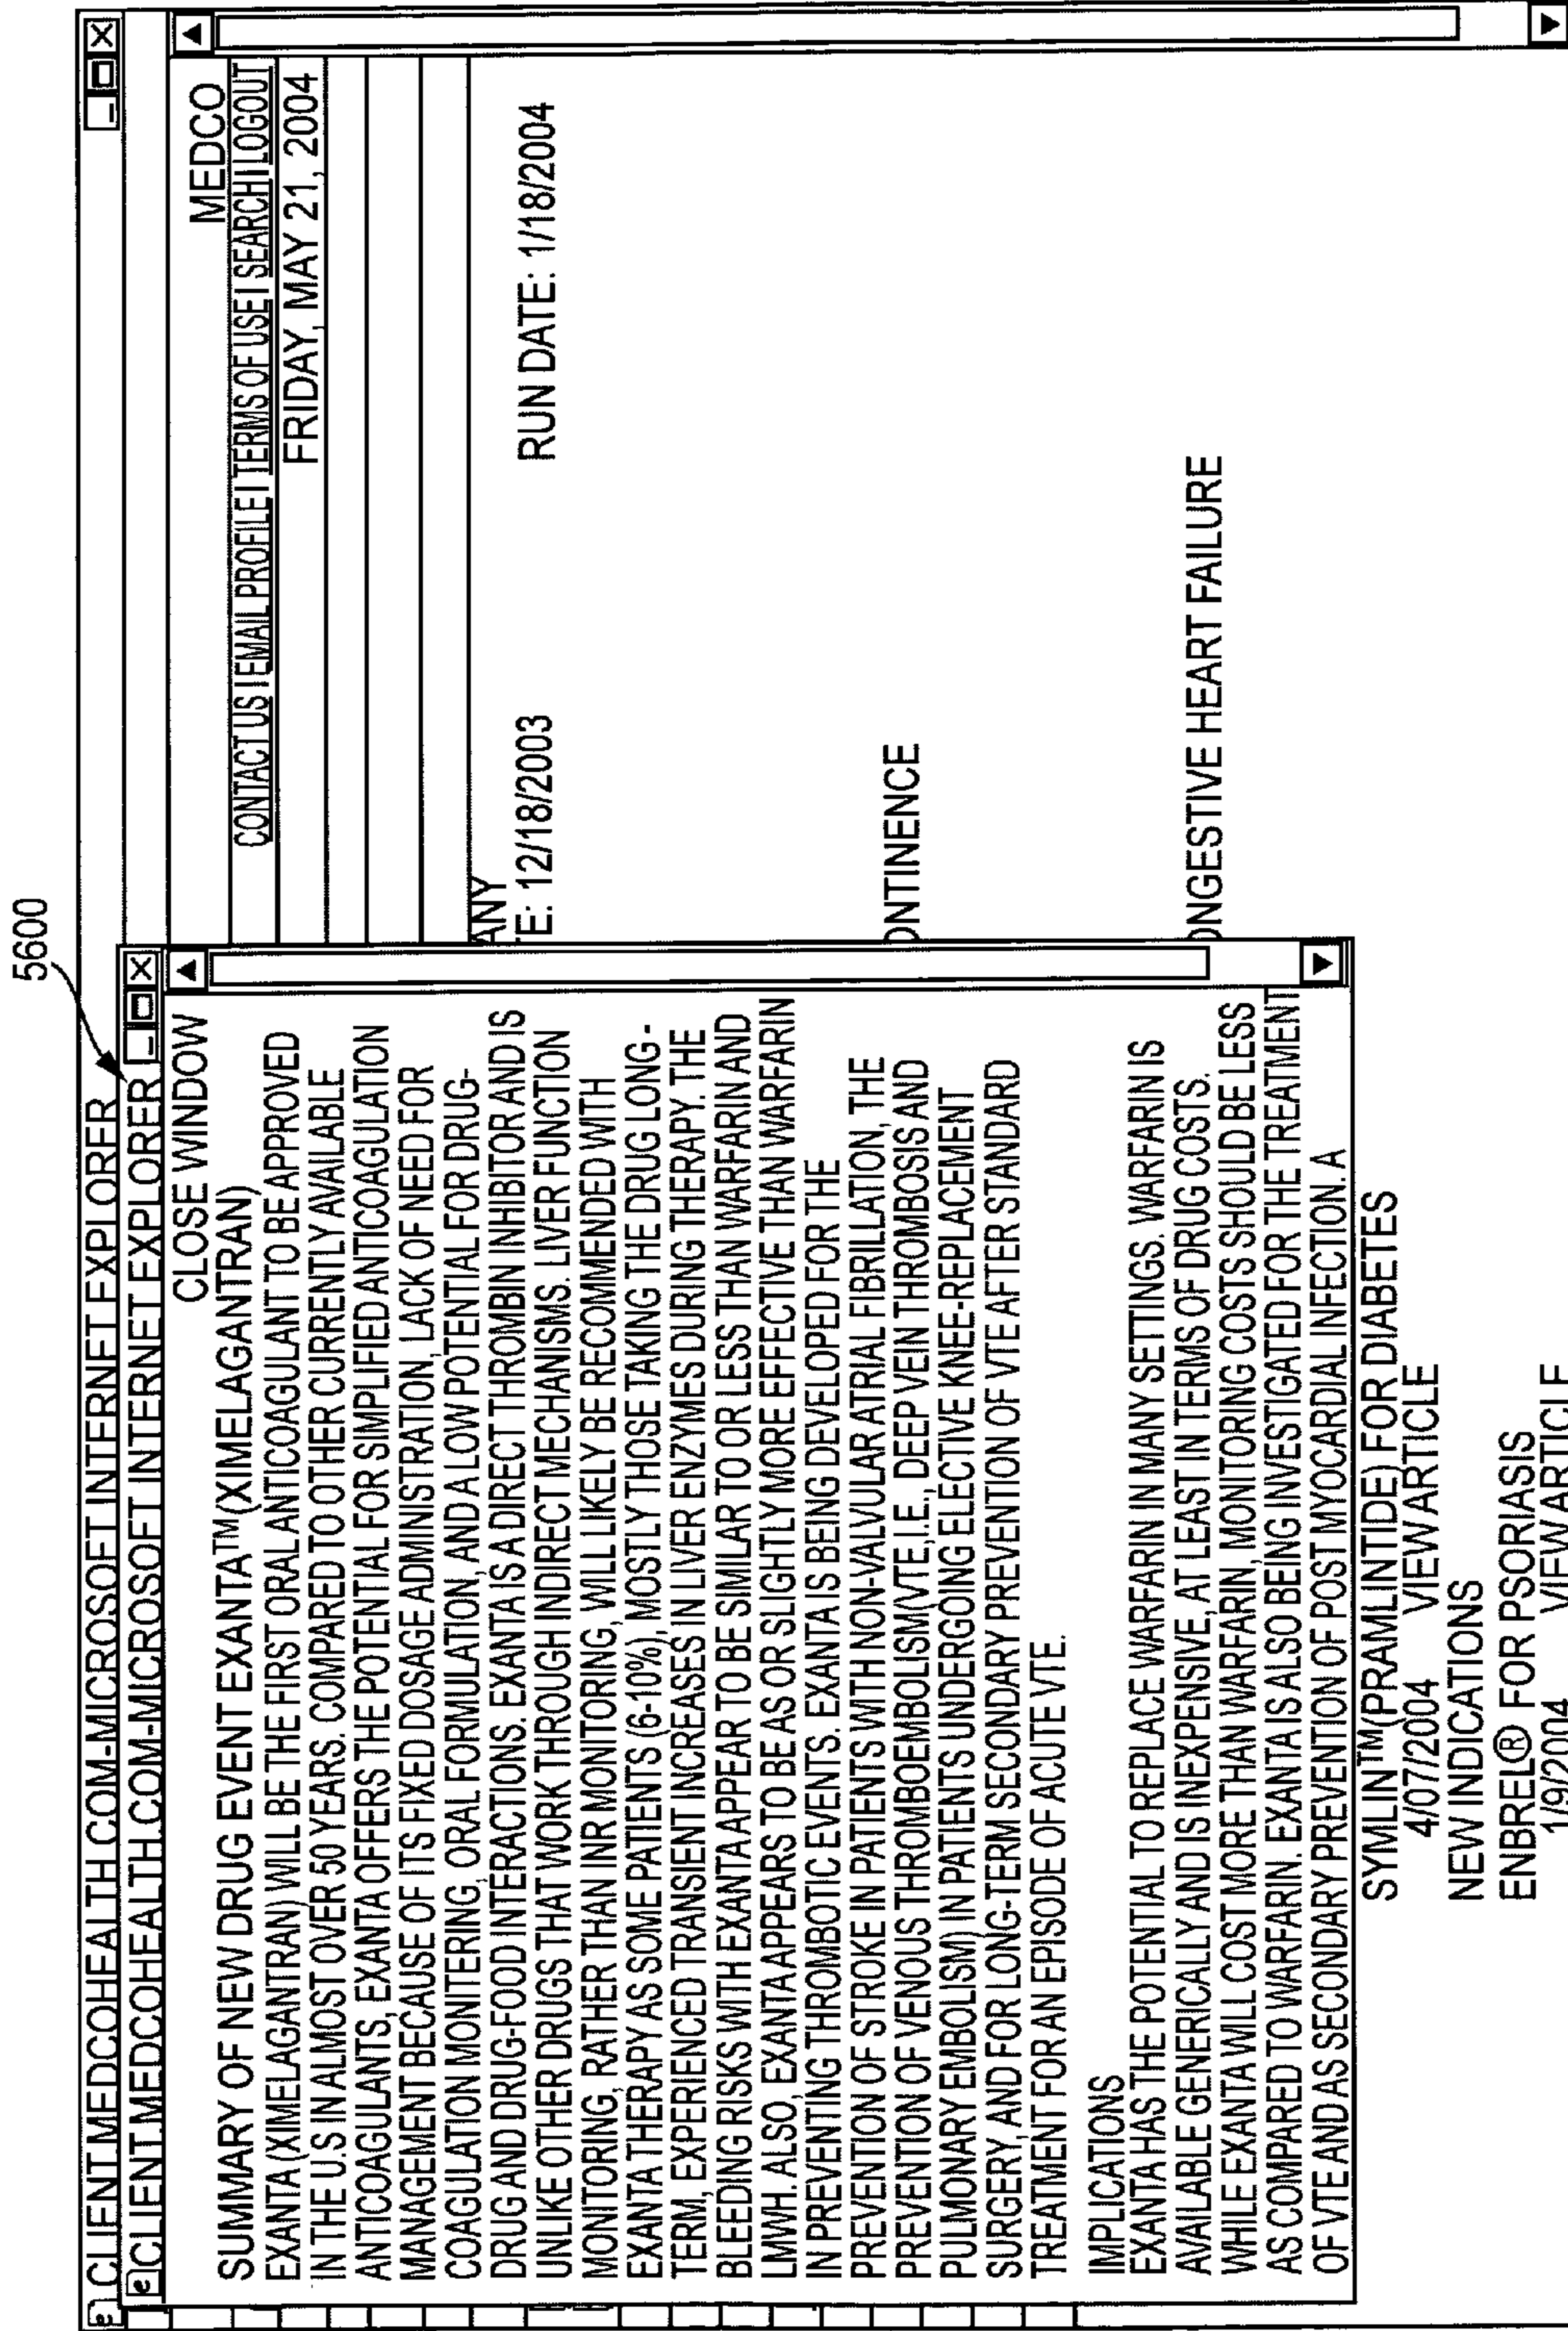 5600
CLIENT.MEDCOHEALTH.COM-MICROSOFT INTERNET EXPLORER
CLIENT.MEDCOHEALTH.COM-MICROSOFT INTERNET EXPLORER
CLOSE WINDOW
SUMMARY OF NEW DRUG EVENT EXANTA™(XIMELAGANTRAN)
EXANTA (XIMELAGANTRAN) WILL BE THE FIRST ORAL ANTICOAGULANT TO BE APPROVED
IN THE U.S IN ALMOST OVER 50 YEARS. COMPARED TO OTHER CURRENTLY AVAILABLE
ANTICOAGULANTS, EXANTA OFFERS THE POTENTIAL FOR SIMPLIFIED ANTICOAGULATION
MANAGEMENT BECAUSE OF ITS FIXED DOSAGE ADMINISTRATION, LACK OF NEED FOR
COAGULATION MONITERING, ORAL FORMULATION, AND A LOW POTENTIAL FOR DRUG-
DRUG AND DRUG-FOOD INTERACTIONS. EXANTA IS A DIRECT THROMBIN INHIBITOR AND IS
UNLIKE OTHER DRUGS THAT WORK THROUGH INDIRECT MECHANISMS. LIVER FUNCTION
MONITORING, RATHER THAN INR MONITORING, WILL LIKELY BE RECOMMENDED WITH
EXANTA THERAPY AS SOME PATIENTS (6-10%), MOSTLY THOSE TAKING THE DRUG LONG-
TERM, EXPERIENCED TRANSIENT INCREASES IN LIVER ENZYMES DURING THERAPY. THE
BLEEDING RISKS WITH EXANTA APPEAR TO BE SIMILAR TO OR LESS THAN WARFARIN AND
LMWH. ALSO, EXANTA APPEARS TO BE AS OR SLIGHTLY MORE EFFECTIVE THAN WARFARIN
IN PREVENTING THROMBOTIC EVENTS. EXANTA IS BEING DEVELOPED FOR THE
PREVENTION OF STROKE IN PATIENTS WITH NON-VALVULAR ATRIAL FIBRILLATION, THE
PREVENTION OF VENOUS THROMBOEMBOLISM(VTE,I.E., DEEP VEIN THROMBOSIS AND
PULMONARY EMBOLISM) IN PATIENTS UNDERGOING ELECTIVE KNEE-REPLACEMENT
SURGERY, AND FOR LONG-TERM SECONDARY PREVENTION OF VTE AFTER STANDARD
TREATMENT FOR AN EPISODE OF ACUTE VTE.
IMPLICATIONS
EXANTA HAS THE POTENTIAL TO REPLACE WARFARIN IN MANY SETTINGS. WARFARIN IS
AVAILABLE GENERICALLY AND IS INEXPENSIVE, AT LEAST IN TERMS OF DRUG COSTS.
WHILE EXANTA WILL COST MORE THAN WARFARIN, MONITORING COSTS SHOULD BE LESS
AS COMPARED TO WARFARIN. EXANTA IS ALSO BEING INVESTIGATED FOR THE TREATMENT
OF VTE AND AS SECONDARY PREVENTION OF POST MYOCARDIAL INFECTION. A
MEDCO
CONTACT US | EMAIL PROFILE | TERMS OF USE | SEARCH | LOGOUT
FRIDAY, MAY 21, 2004
ANY
TE: 12/18/2003 RUN DATE: 1/18/2004
ONTINENCE
ONGESTIVE HEART FAILURE
SYMLIN™(PRAMLINTIDE) FOR DIABETES
4/07/2004 VIEW ARTICLE
NEW INDICATIONS
ENBREL® FOR PSORIASIS
1/9/2004 VIEW ARTICLE